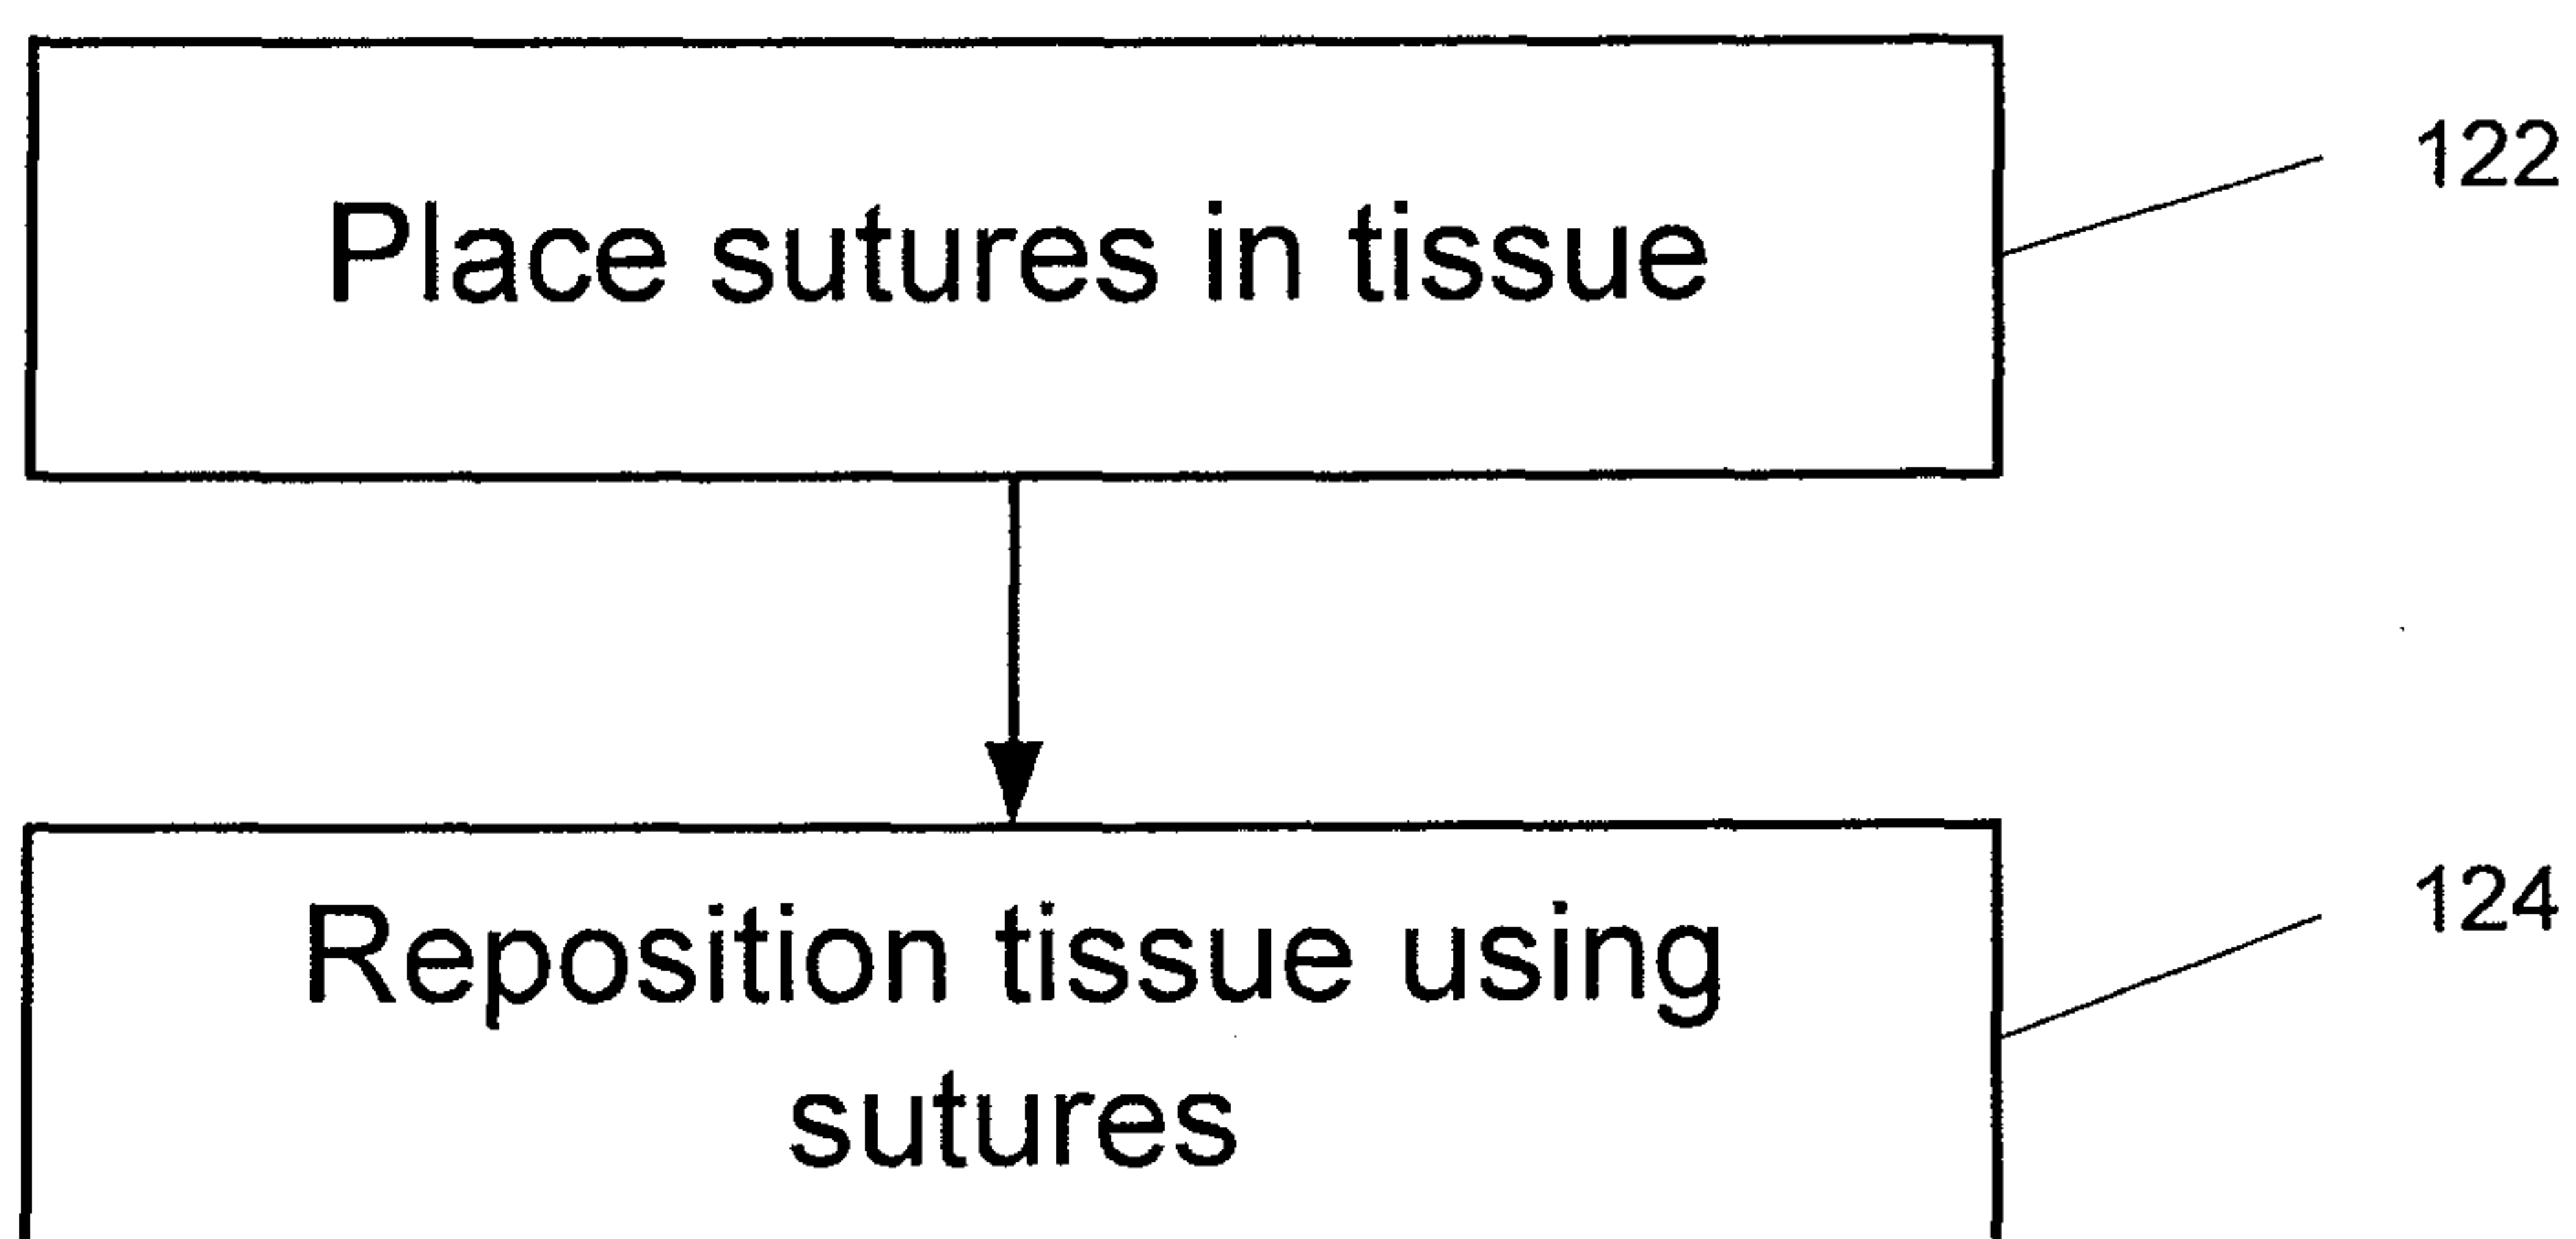 Place sutures in tissue
122
Reposition tissue using
sutures
124